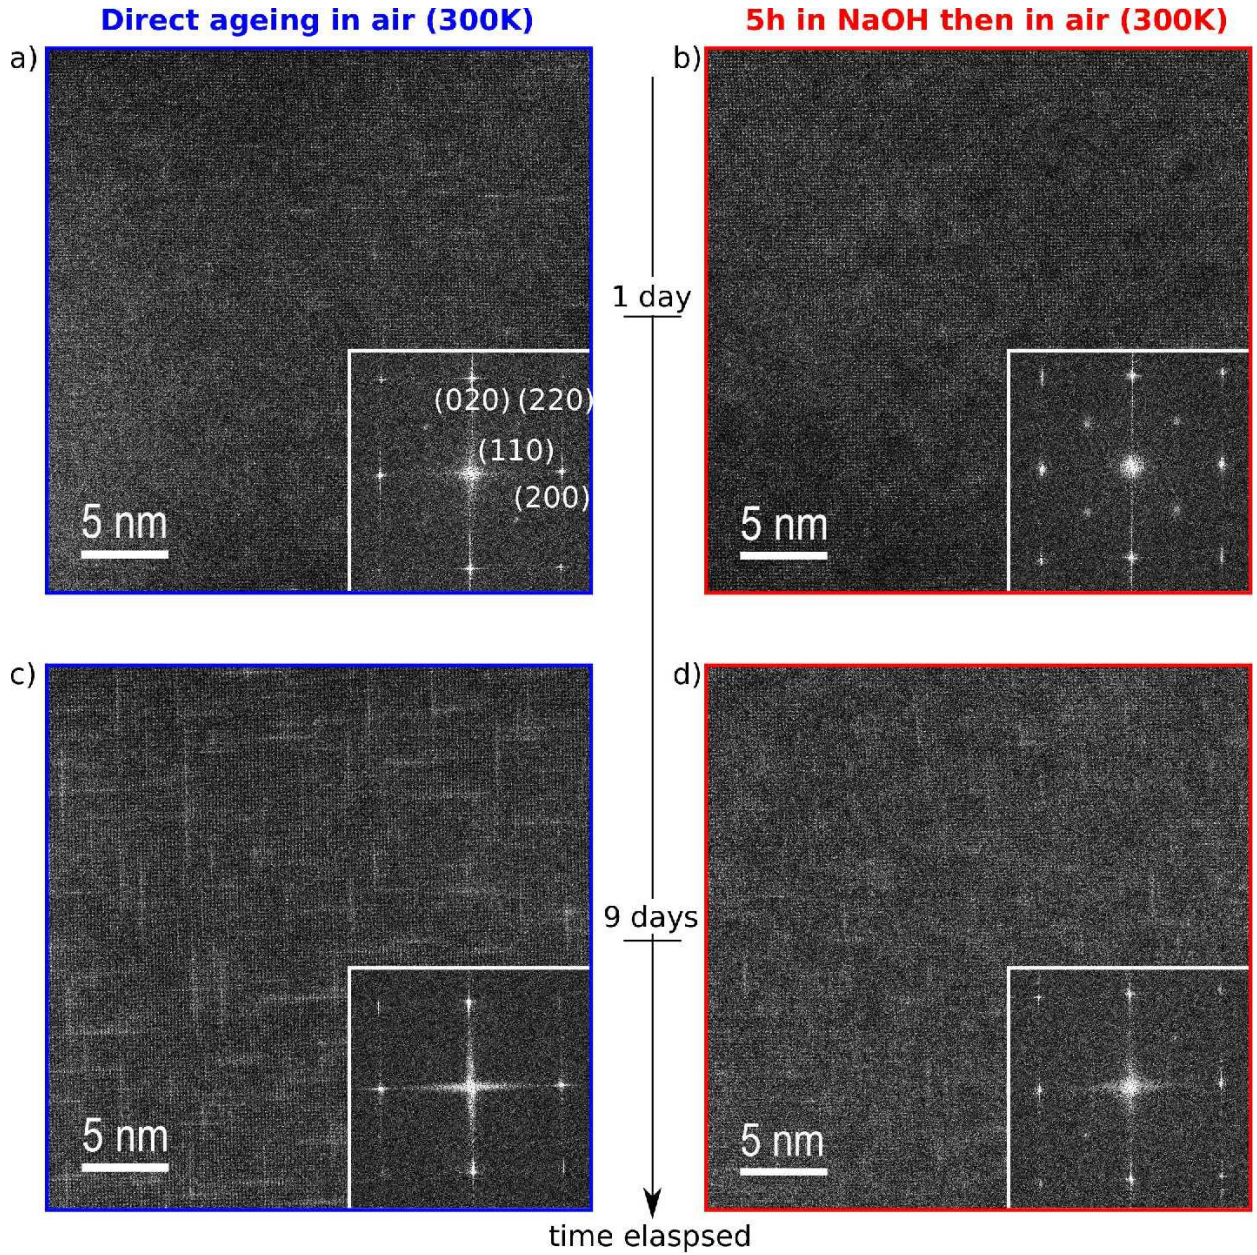 Direct ageing in air (300K)
5h in NaOH then in air (300K)
a)
b)
1 day
(020) (220)
(110)
(200)
5 nm
5 nm
c)
d)
9 days
5 nm
5 nm
time elaspsed